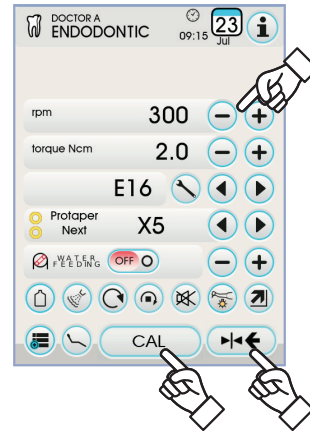 DOCTOR A
ENDODONTIC
09:15
23
Jul
i
rpm 300
torque Ncm 2.0
E16
Protaper
Next X5
WATER
FEEDING OFF
CAL